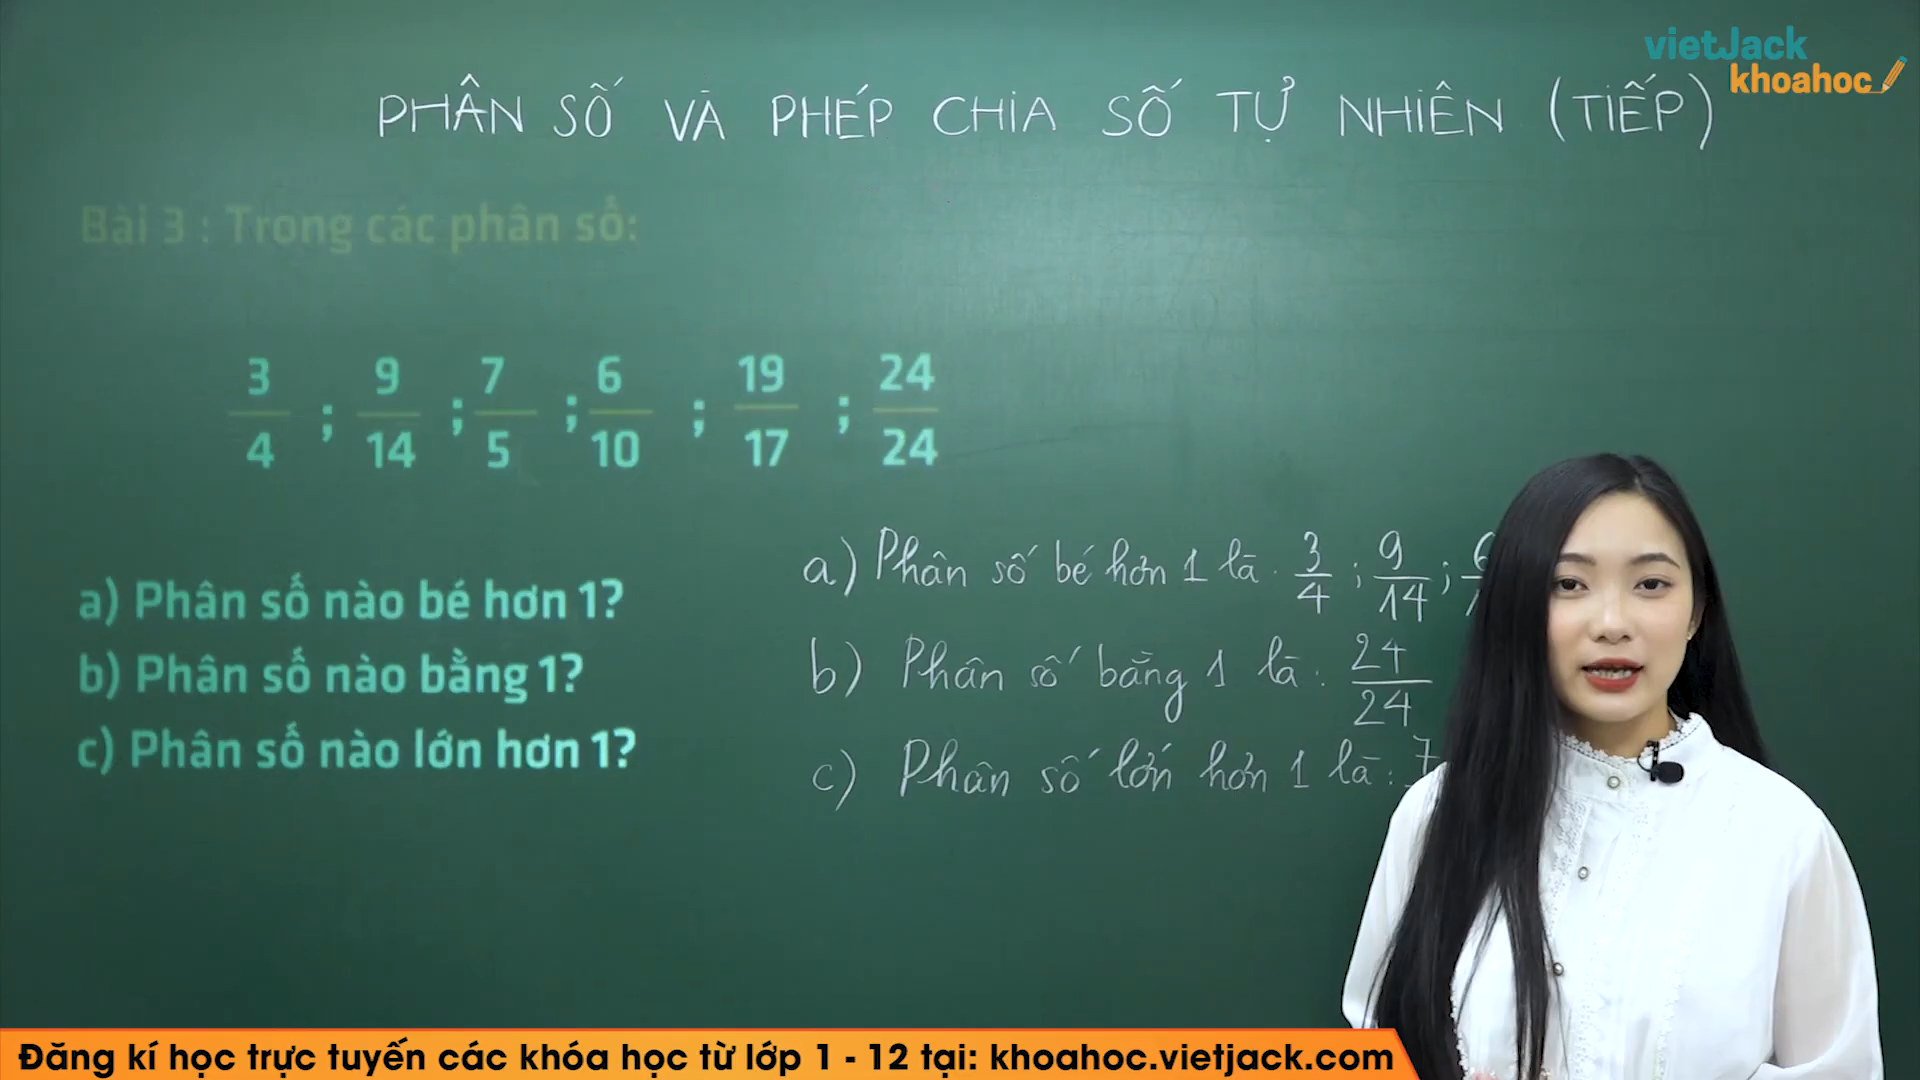 vietJack
khoahoc
PHÂN SỐ VÀ PHÉP CHIA SỐ TỰ NHIÊN (TIẾP)
Bài 3 : Trong các phân số:
3/4 ; 9/14 ; 7/5 ; 6/10 ; 19/17 ; 24/24
a) Phân số nào bé hơn 1?
b) Phân số nào bằng 1?
c) Phân số nào lớn hơn 1?
a) Phân số bé hơn 1 là: 3/4 ; 9/14 ;
b) Phân số bằng 1 là: 24/24
c) Phân số lớn hơn 1 là: 7
Đăng kí học trực tuyến các khóa học từ lớp 1 - 12 tại: khoahoc.vietjack.com